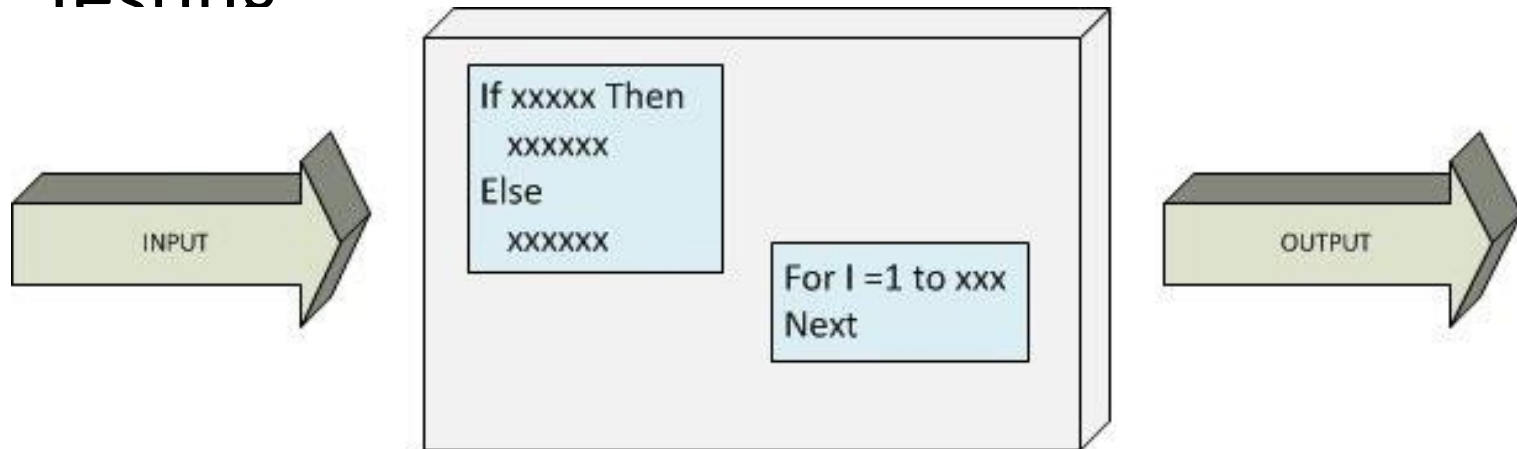 INPUT
If xxxxx Then
xxxxxx
Else
xxxxxx
For I =1 to xxx
Next
OUTPUT